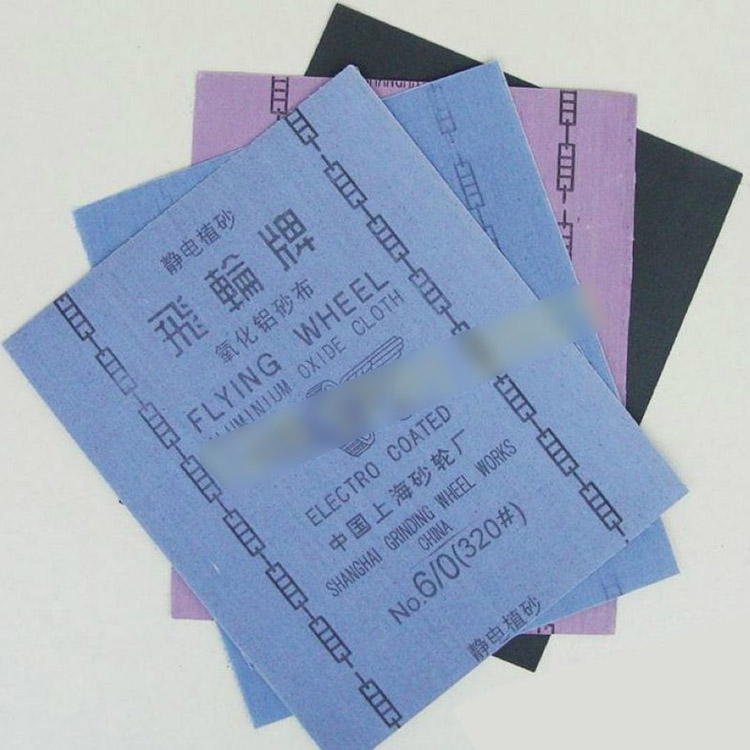 静电植砂
飛輪牌
氧化铝砂布
FLYING WHEEL
ALUMINIUM OXIDE CLOTH
ELECTRO COATED
中国上海砂轮厂
SHANGHAI GRINDING WHEEL WORKS
CHINA
No.6/0(320#)
静电植砂